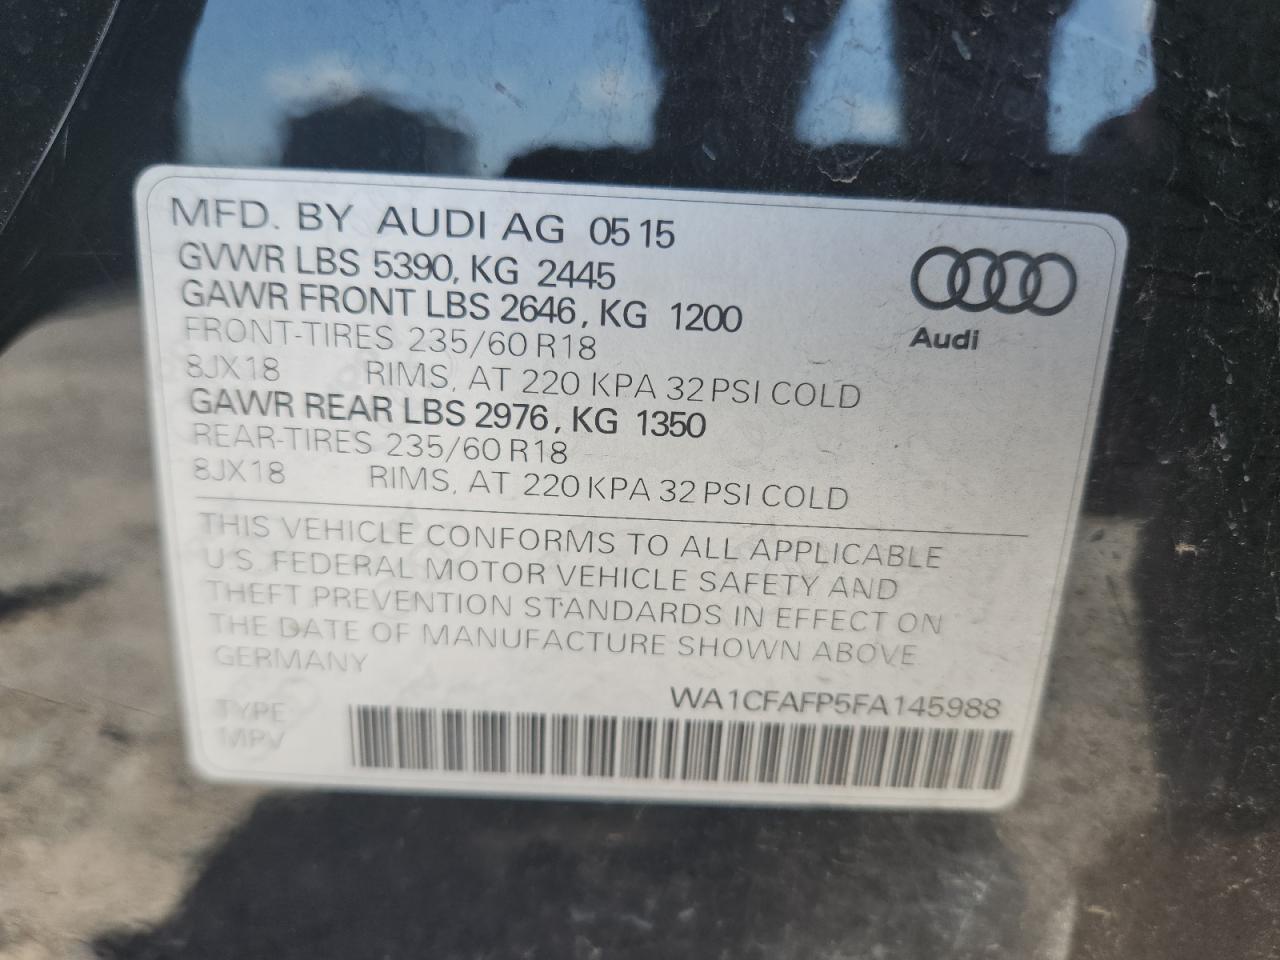 MFD. BY AUDI AG 05 15
GVWR LBS 5390, KG 2445
GAWR FRONT LBS 2646, KG 1200
FRONT-TIRES 235/60 R18
8JX18 RIMS, AT 220 KPA 32 PSI COLD
GAWR REAR LBS 2976, KG 1350
REAR-TIRES 235/60 R18
8JX18 RIMS, AT 220 KPA 32 PSI COLD
Audi
THIS VEHICLE CONFORMS TO ALL APPLICABLE
U.S. FEDERAL MOTOR VEHICLE SAFETY AND
THEFT PREVENTION STANDARDS IN EFFECT ON
THE DATE OF MANUFACTURE SHOWN ABOVE
GERMANY
WA1CFAFP5FA145988
TYPE
MPV